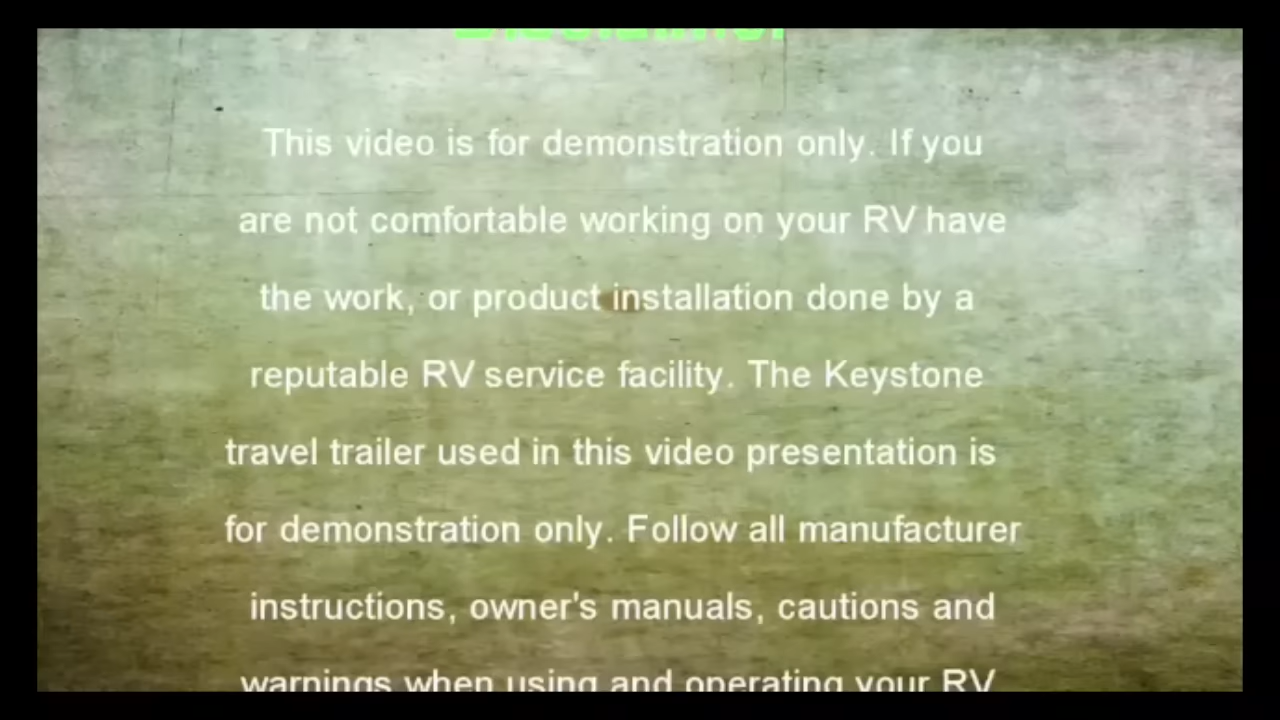 This video is for demonstration only. If you
are not comfortable working on your RV have
the work, or product installation done by a
reputable RV service facility. The Keystone
travel trailer used in this video presentation is
for demonstration only. Follow all manufacturer
instructions, owner's manuals, cautions and
warnings when using and operating your RV